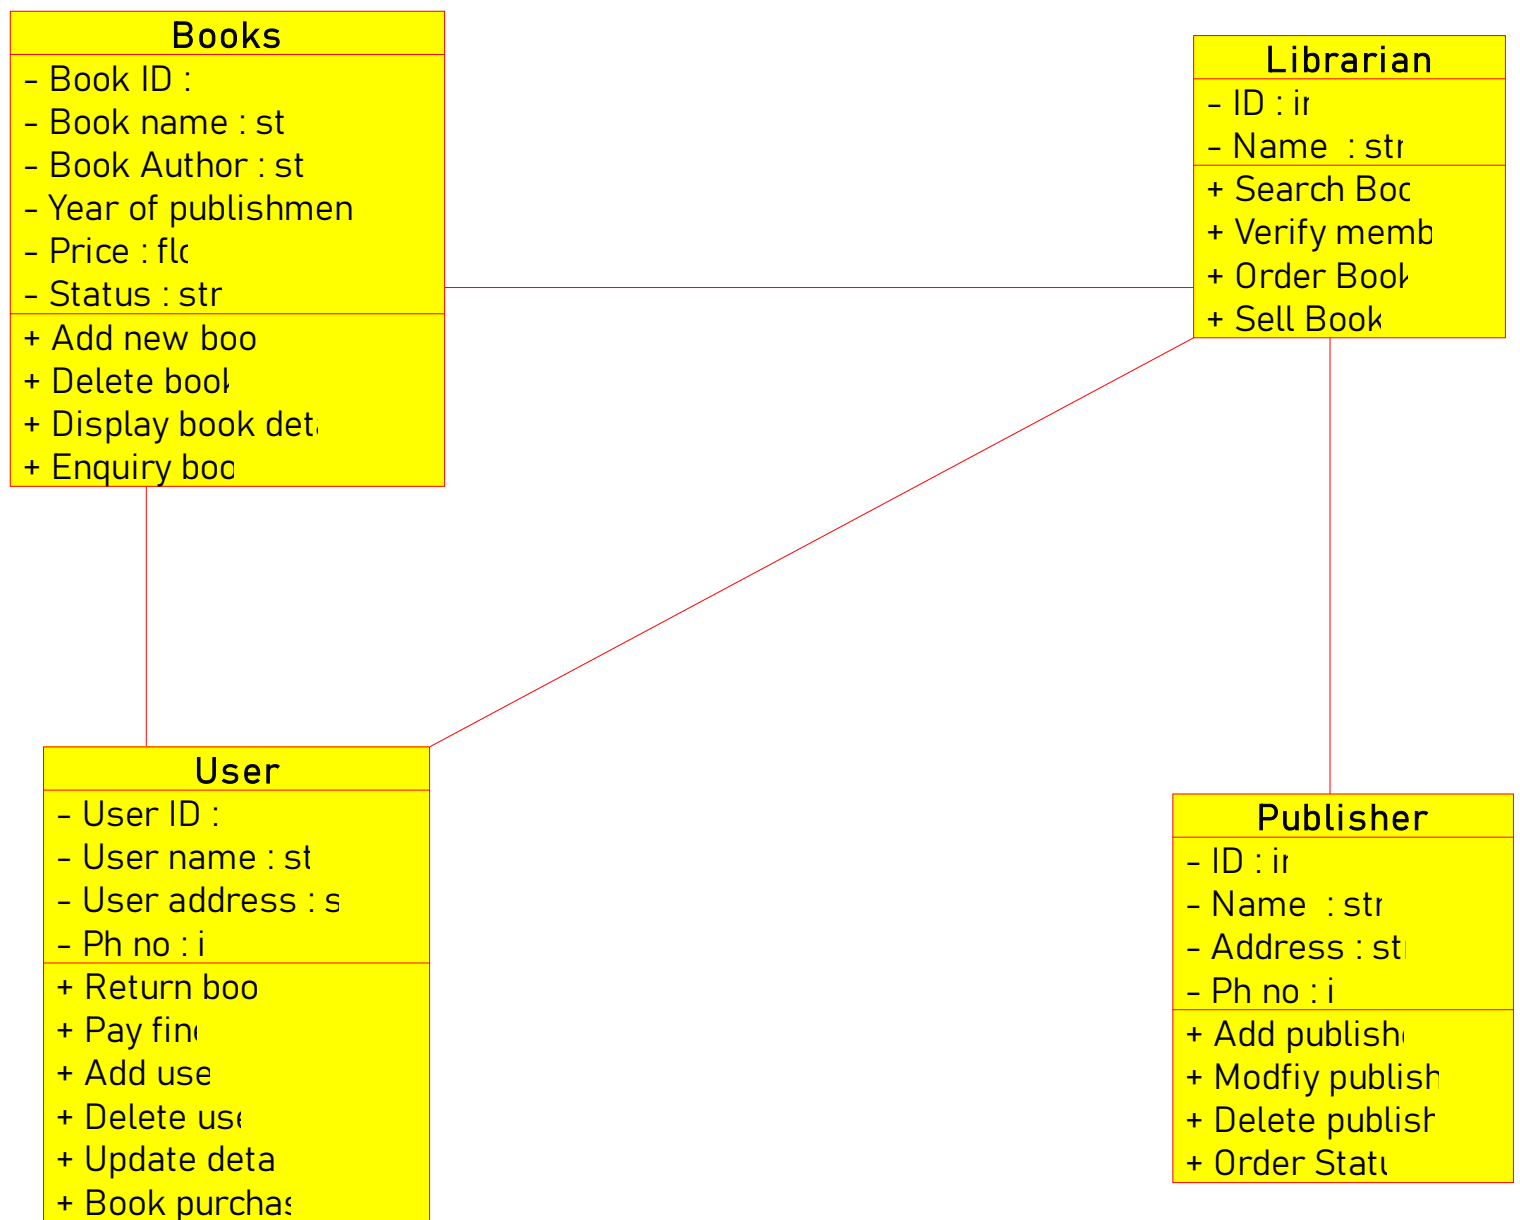 Books
- Book ID :
- Book name : st
- Book Author : st
- Year of publishmen
- Price : flo
- Status : str
+ Add new boo
+ Delete book
+ Display book deta
+ Enquiry boo
Librarian
- ID : in
- Name : str
+ Search Boo
+ Verify memb
+ Order Book
+ Sell Book
User
- User ID :
- User name : st
- User address : s
- Ph no : i
+ Return boo
+ Pay fine
+ Add use
+ Delete use
+ Update deta
+ Book purchas
Publisher
- ID : in
- Name : str
- Address : str
- Ph no : i
+ Add publishe
+ Modfiy publish
+ Delete publish
+ Order Statu